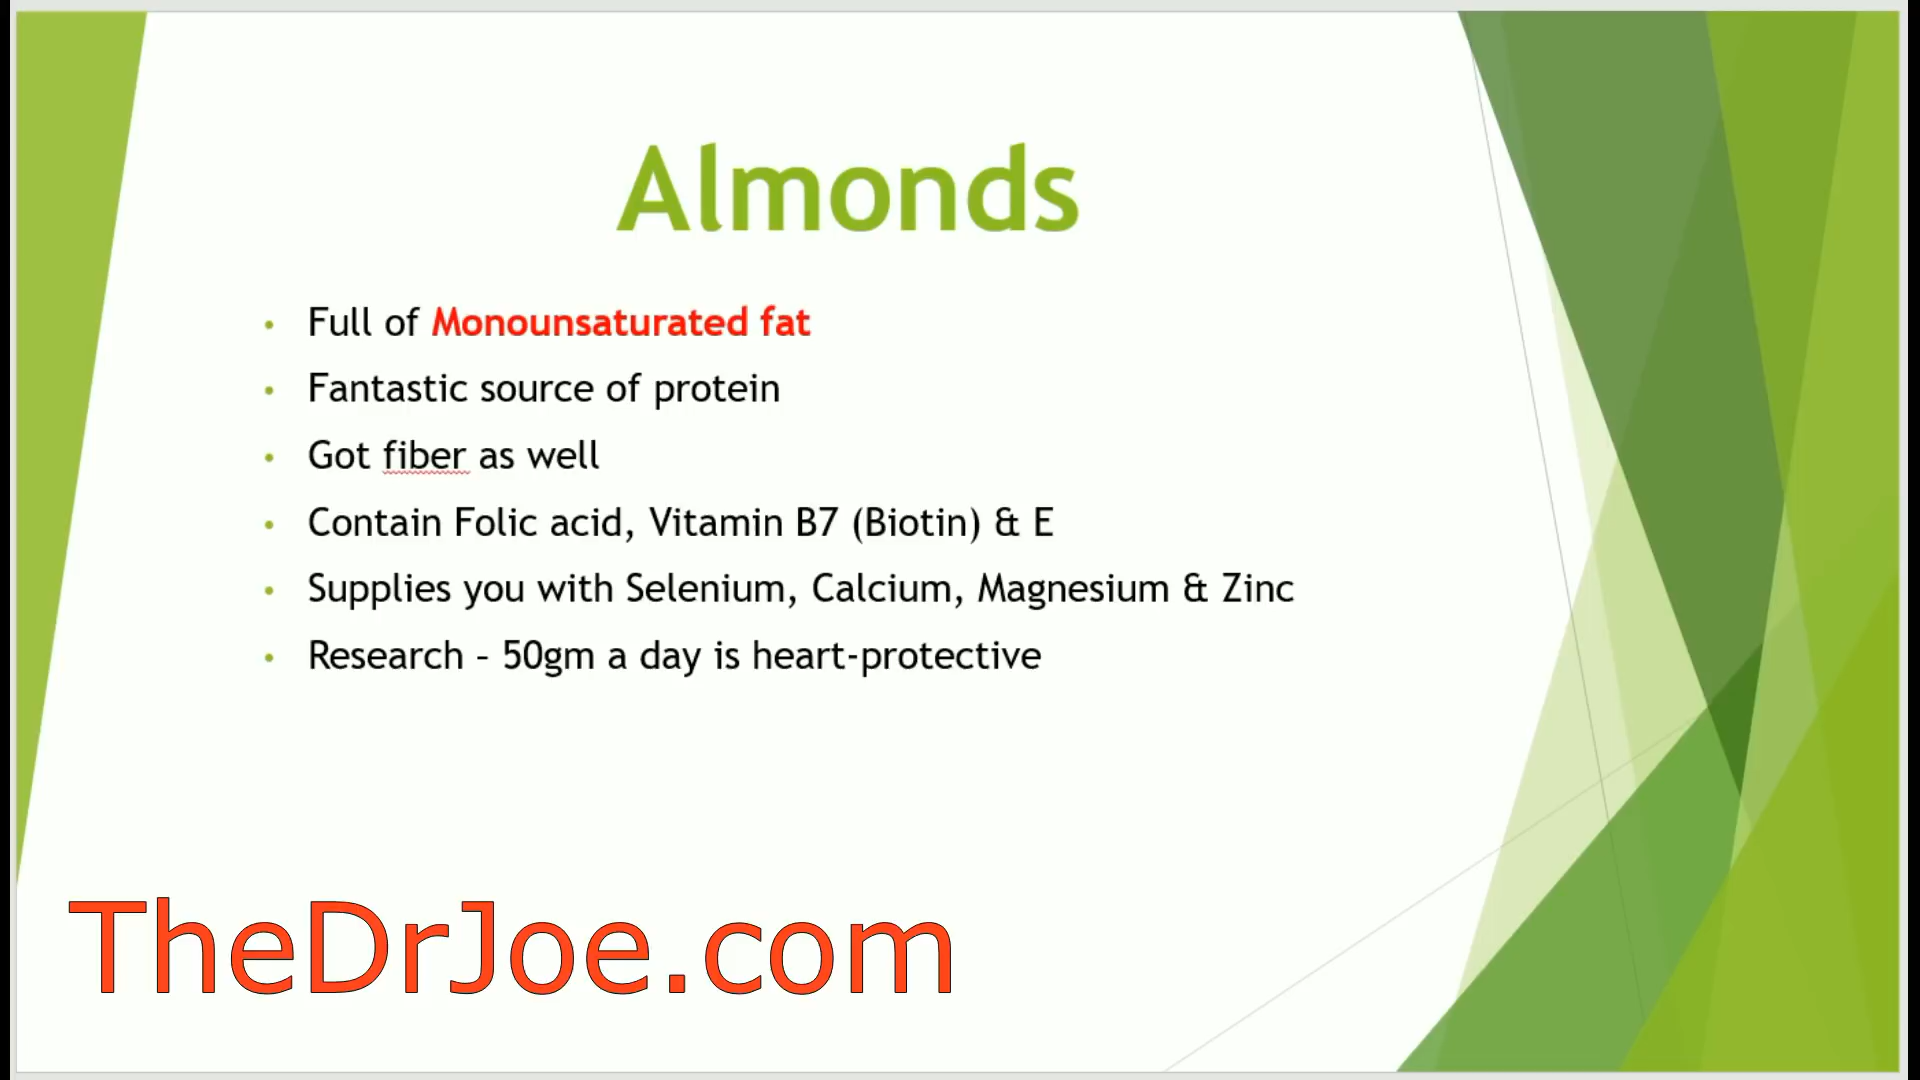 Almonds
• Full of Monounsaturated fat
• Fantastic source of protein
• Got fiber as well
• Contain Folic acid, Vitamin B7 (Biotin) & E
• Supplies you with Selenium, Calcium, Magnesium & Zinc
• Research – 50gm a day is heart-protective
TheDrJoe.com